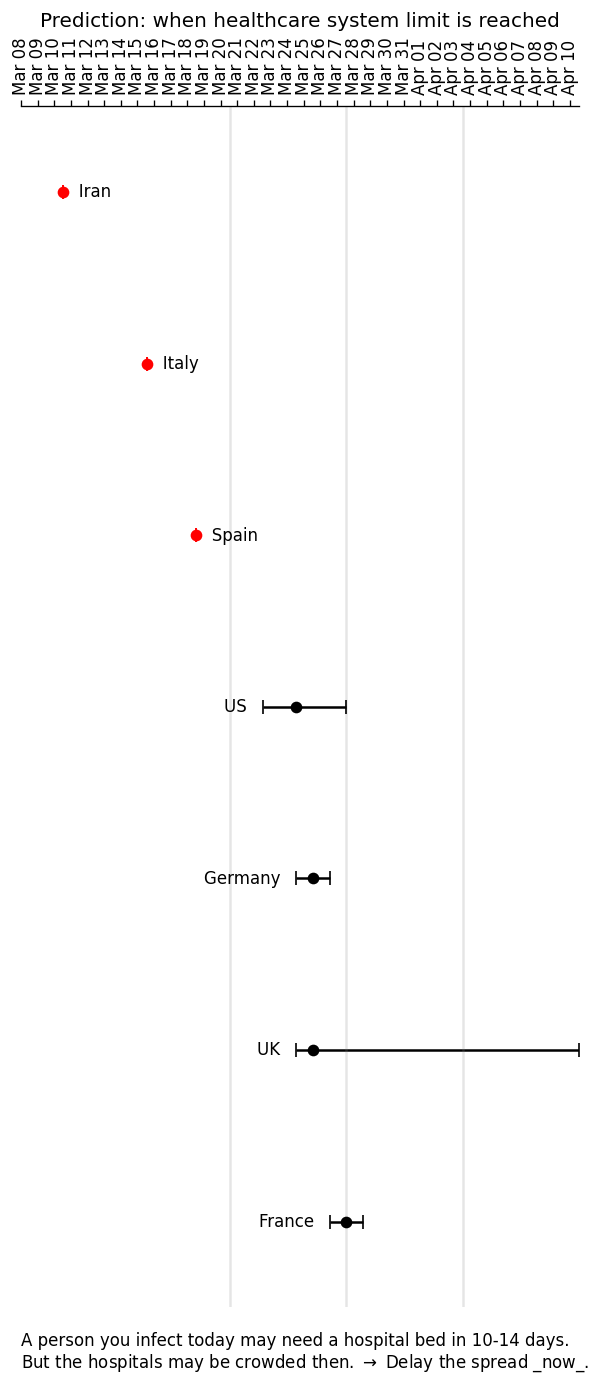 Prediction: when healthcare system limit is reached
Mar 08
Mar 09
Mar 10
Mar 11
Mar 12
Mar 13
Mar 14
Mar 15
Mar 16
Mar 17
Mar 18
Mar 19
Mar 20
Mar 21
Mar 22
Mar 23
Mar 24
Mar 25
Mar 26
Mar 27
Mar 28
Mar 29
Mar 30
Mar 31
Apr 01
Apr 02
Apr 03
Apr 04
Apr 05
Apr 06
Apr 07
Apr 08
Apr 09
Apr 10
Iran
Italy
Spain
US
Germany
UK
France
A person you infect today may need a hospital bed in 10-14 days.
But the hospitals may be crowded then. → Delay the spread _now_.